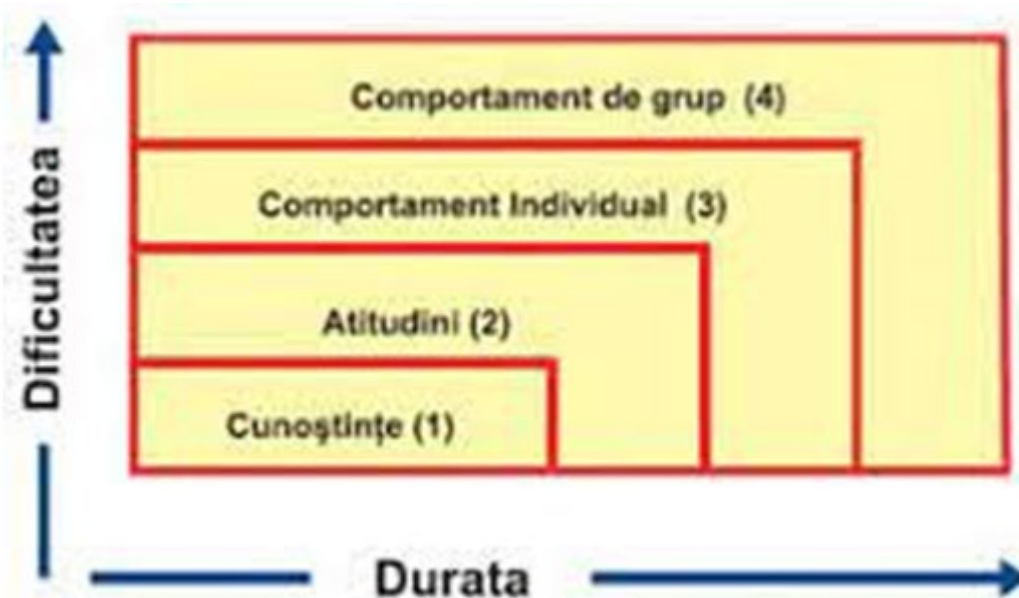 Comportament de grup (4)
Comportament Individual (3)
Atitudini (2)
Cunoştinţe (1)
Dificultatea
Durata